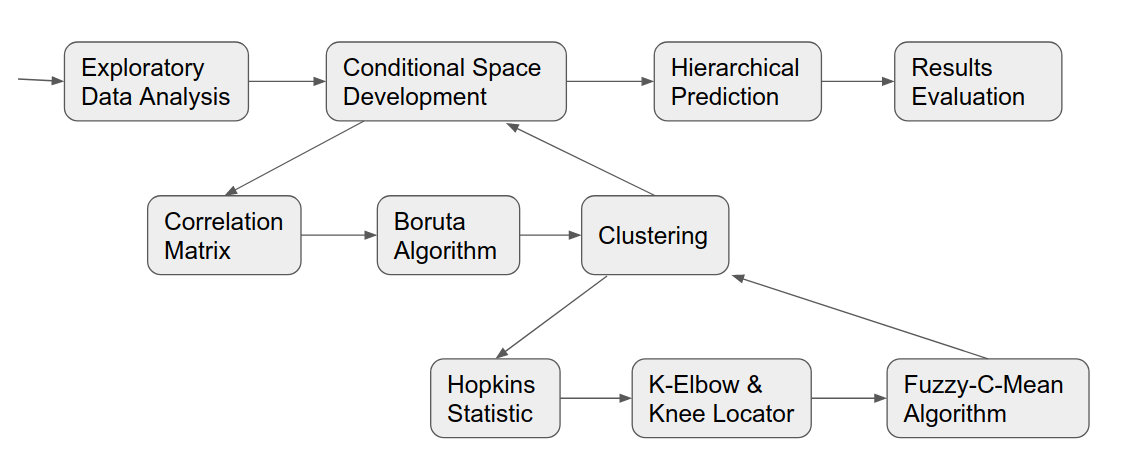 Exploratory
Data Analysis
Conditional Space
Development
Hierarchical
Prediction
Results
Evaluation
Correlation
Matrix
Boruta
Algorithm
Clustering
Hopkins
Statistic
K-Elbow &
Knee Locator
Fuzzy-C-Mean
Algorithm